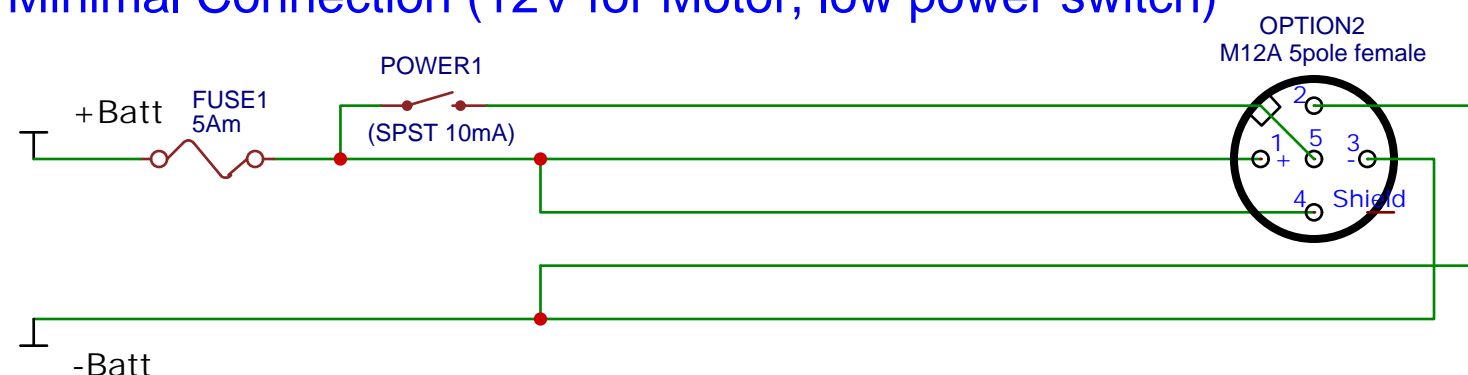 Minimal Connection (12V for Motor, low power switch)
OPTION2
M12A 5pole female
POWER1
+Batt
FUSE1
5Am
(SPST 10mA)
2
1
5
3
+
-
4
Shield
-Batt